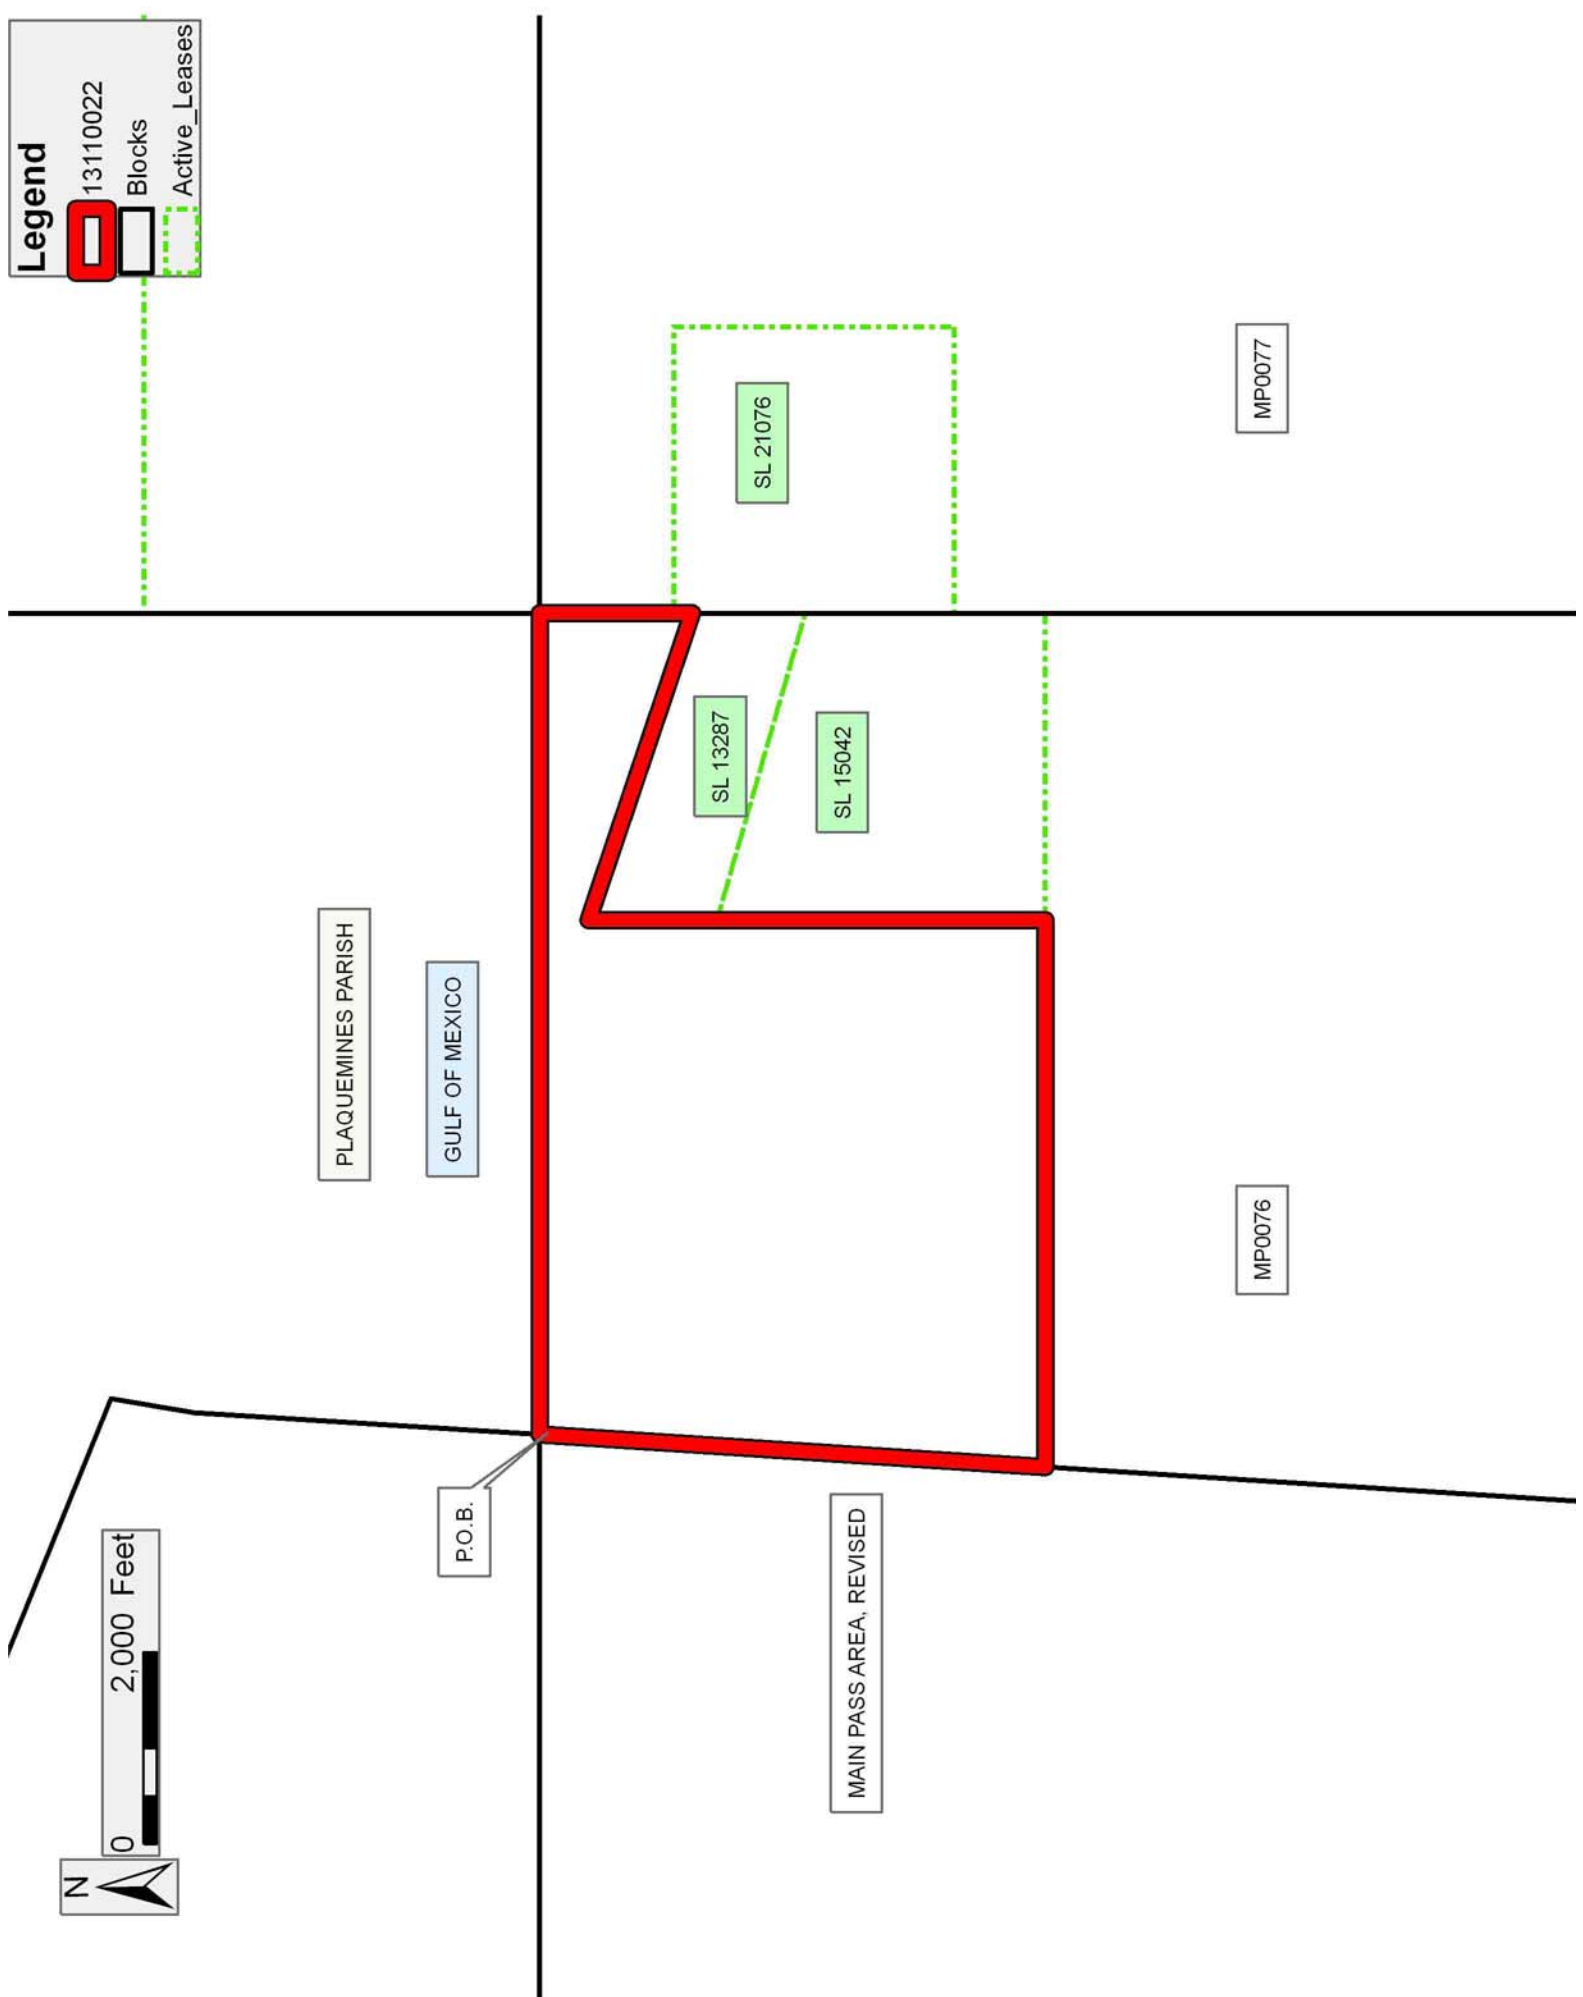 Legend
13110022
Blocks
Active_Leases
SL 21076
MP0077
SL 13287
SL 15042
PLAQUEMINES PARISH
GULF OF MEXICO
MP0076
P.O.B.
MAIN PASS AREA, REVISED
0 2,000 Feet
N